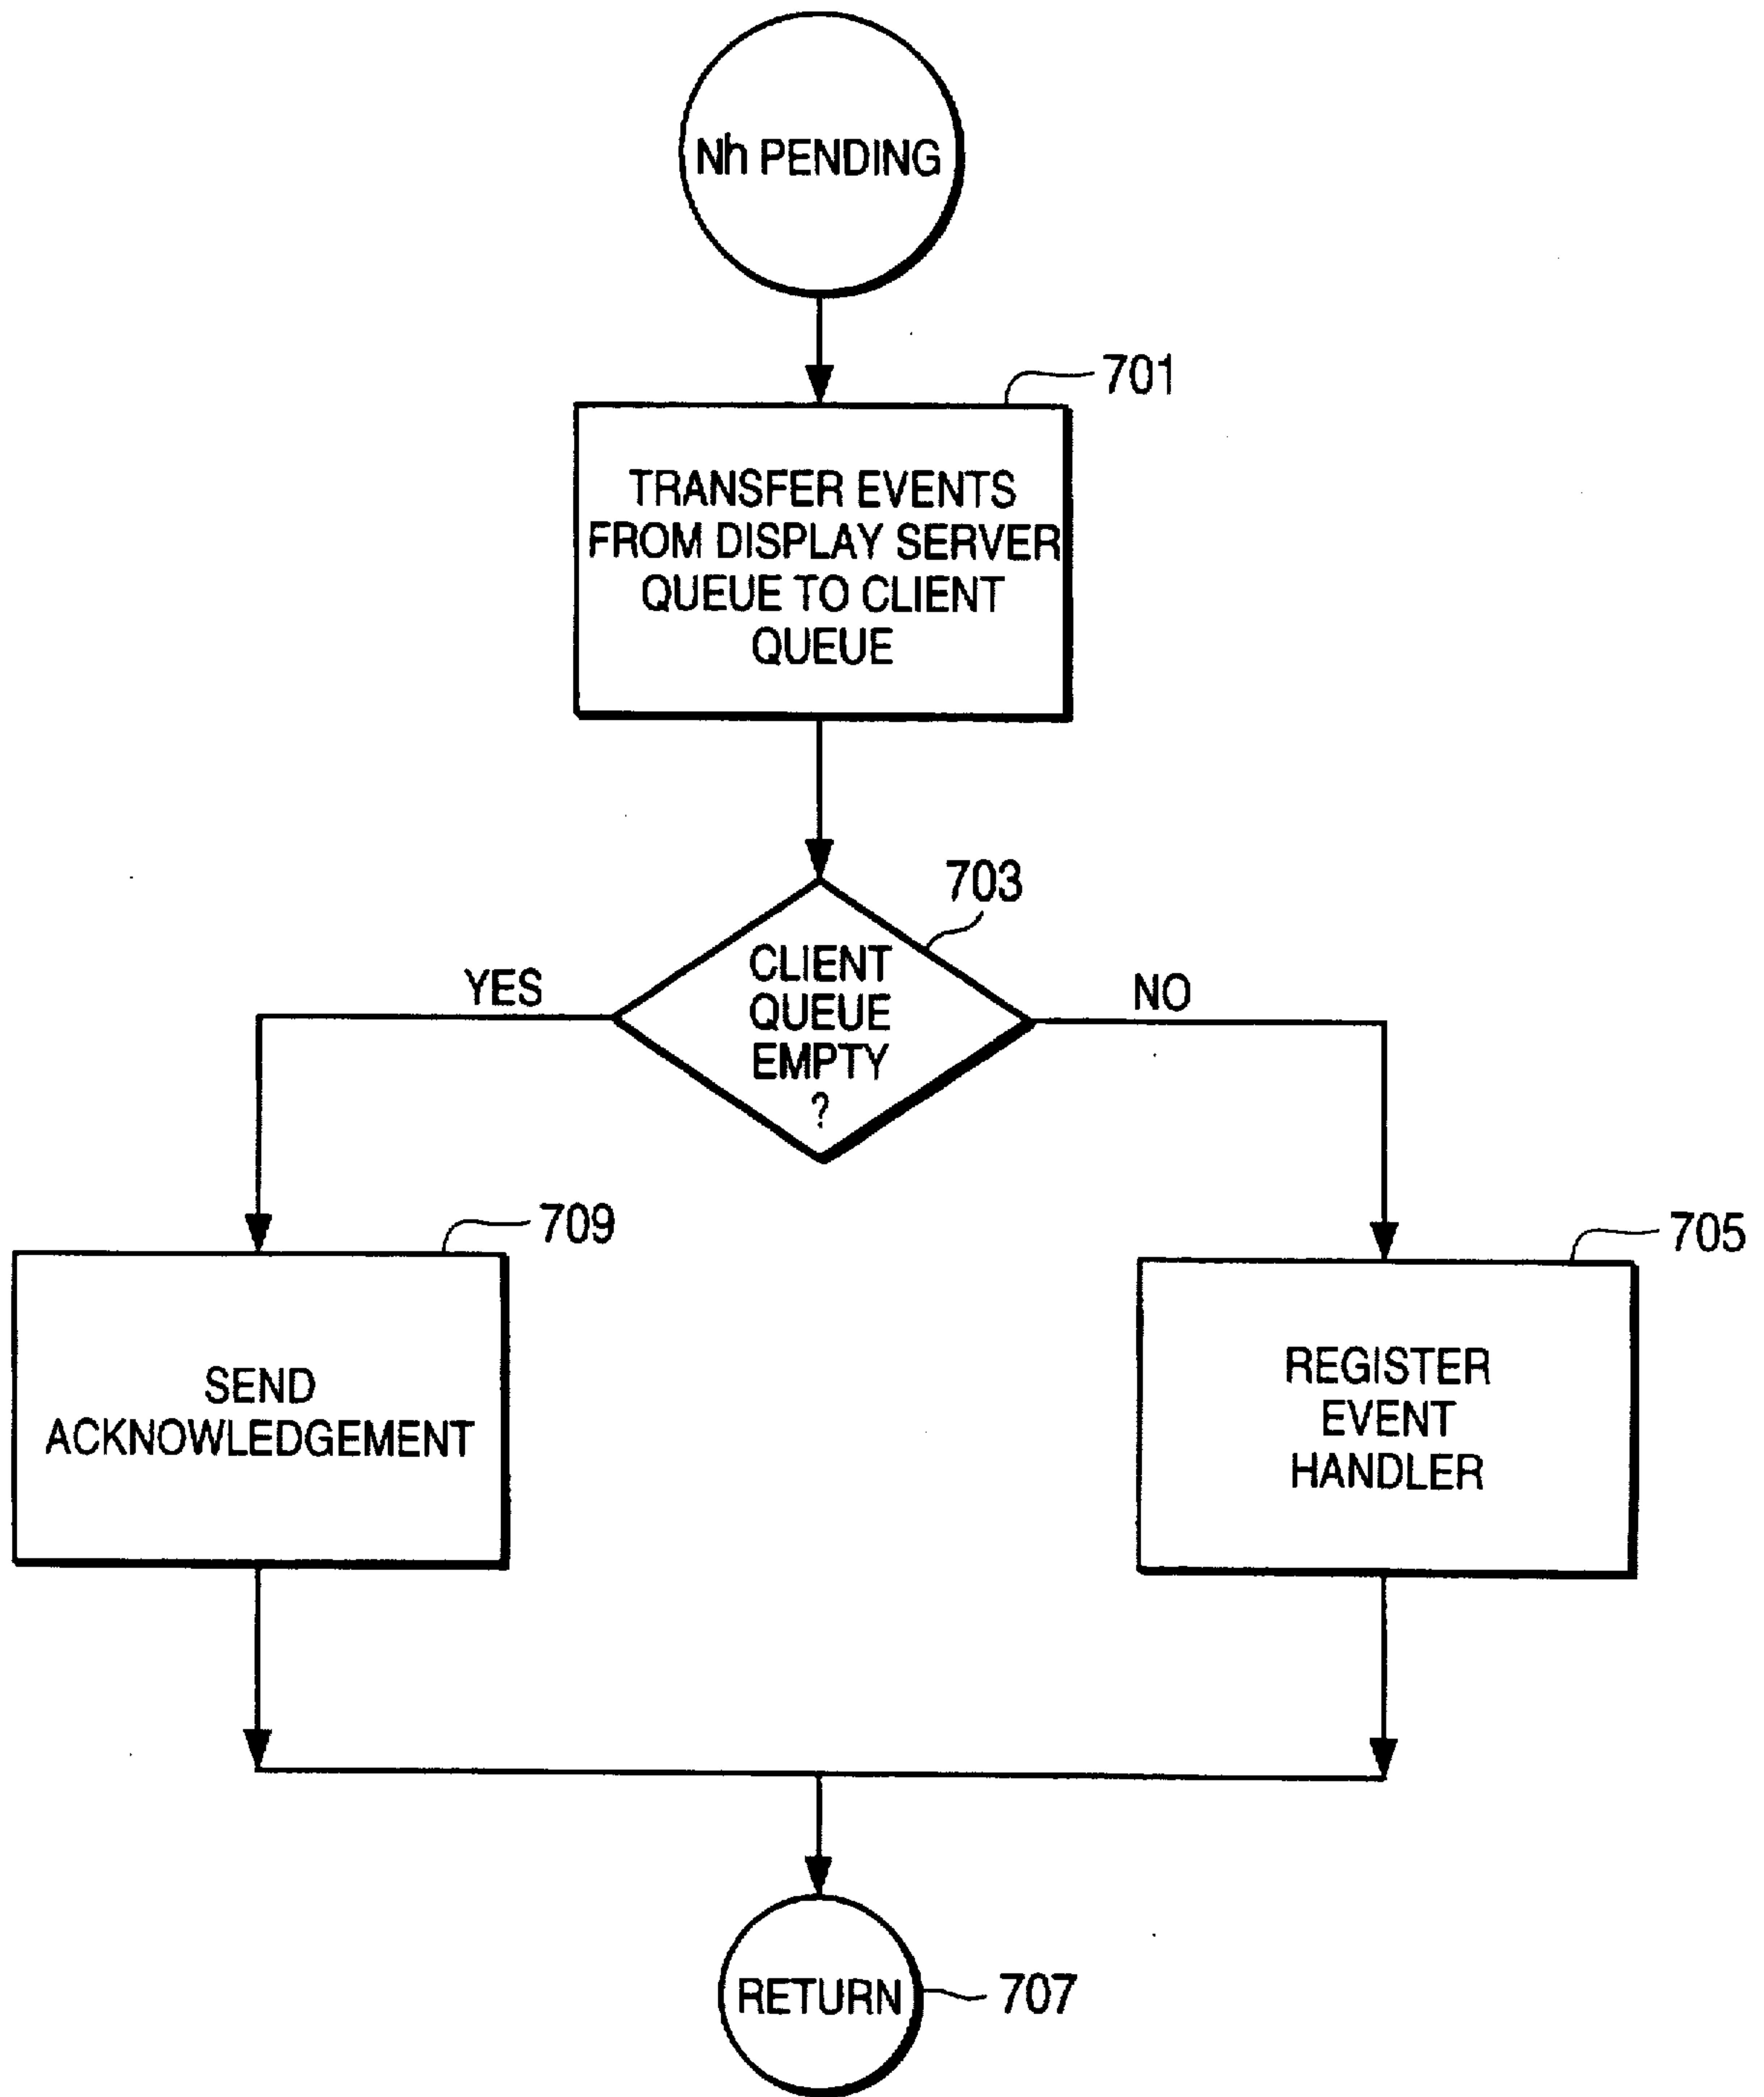 Nh PENDING
701
TRANSFER EVENTS
FROM DISPLAY SERVER
QUEUE TO CLIENT
QUEUE
703
CLIENT
QUEUE
EMPTY
?
YES
NO
709
705
SEND
ACKNOWLEDGEMENT
REGISTER
EVENT
HANDLER
RETURN
707